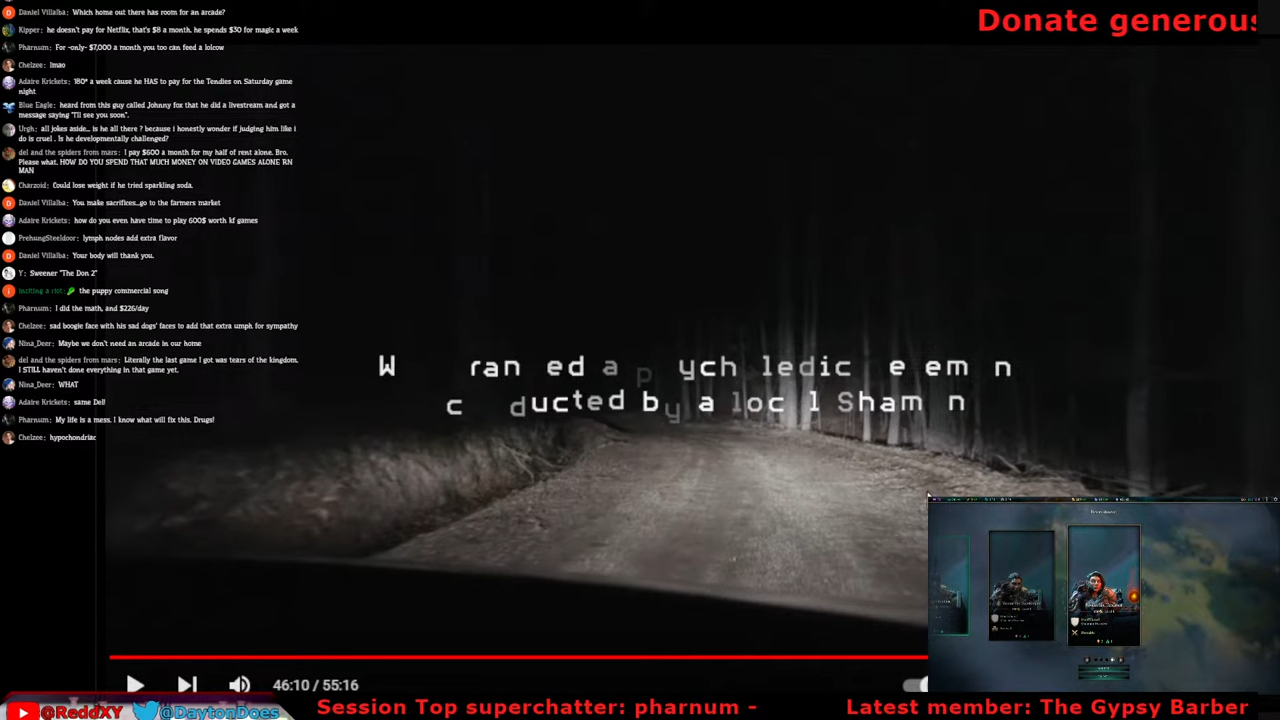 Donate generous
Daniel Villalba: Which home out there has room for an arcade?
Kipper: he doesn't pay for Netflix, that's $8 a month, he spends $30 for magic a week
Pharnum: For -only- $7,000 a month you too can feed a lolcow
Chelzee: lmao
Adaire Krickets: 180* a week cause he HAS to pay for the Tendies on Saturday game
night
Blue Eagle: heard from this guy called Johnny fox that he did a livestream and got a
message saying "I'll see you soon".
Urgh: all jokes aside... is he all there ? because i honestly wonder if judging him like i
do is cruel . Is he developmentally challenged?
del and the spiders from mars: I pay $600 a month for my half of rent alone. Bro.
Please what. HOW DO YOU SPEND THAT MUCH MONEY ON VIDEO GAMES ALONE RN
MAN
Charzoid: Could lose weight if he tried sparkling soda.
Daniel Villalba: You make sacrifices...go to the farmers market
Adaire Krickets: how do you even have time to play 600$ worth kf games
PrehungSteeldoor: lymph nodes add extra flavor
Daniel Villalba: Your body will thank you.
Y: Sweener "The Don 2"
Inciting a riot: the puppy commercial song
Pharnum: I did the math, and $226/day
Chelzee: sad boogie face with his sad dogs' faces to add that extra umph for sympathy
Nina_Deer: Maybe we don't need an arcade in our home
del and the spiders from mars: Literally the last game I got was tears of the kingdom.
I STILL haven't done everything in that game yet.
Nina_Deer: WHAT
Adaire Krickets: same Del!
Pharnum: My life is a mess. I know what will fix this. Drugs!
Chelzee: hypochondriac
W ran ed a p ych ledic e em n
c ducted by a loc l Sham n
46:10 / 55:16
@ReddXY @DaytonDoes Session Top superchatter: pharnum - Latest member: The Gypsy Barber